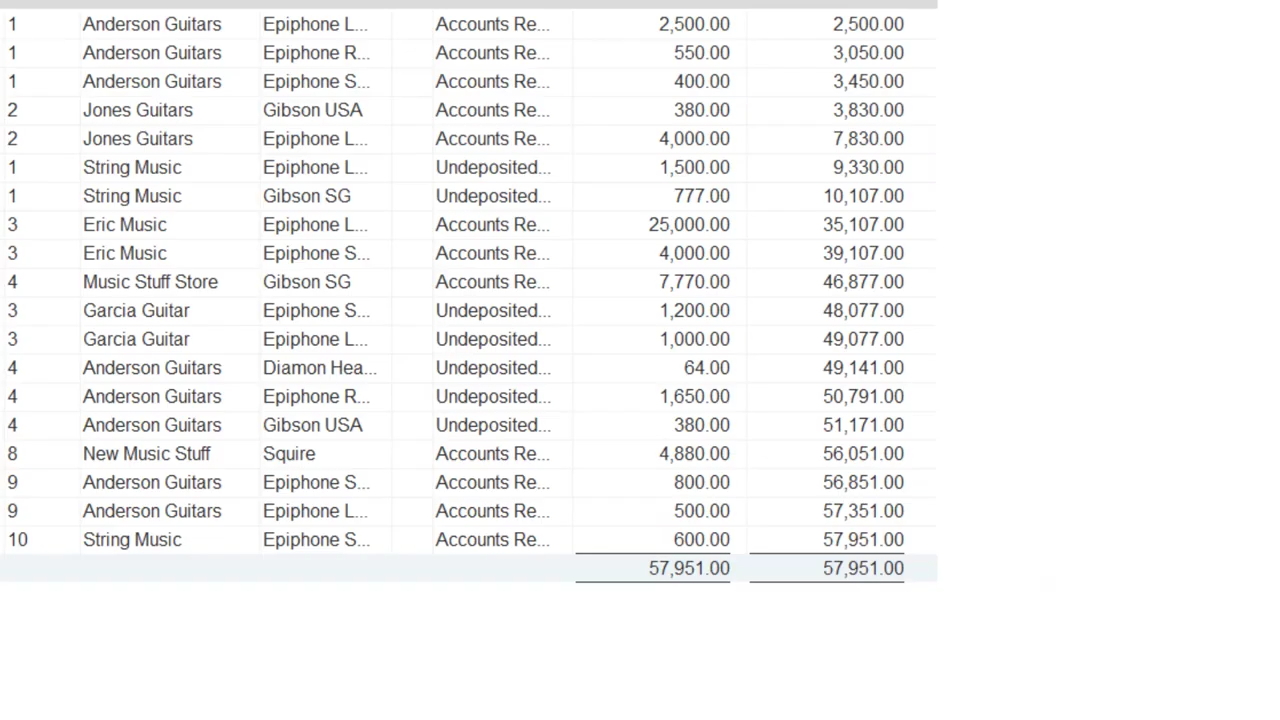 1 Anderson Guitars Epiphone L... Accounts Re... 2,500.00 2,500.00
1 Anderson Guitars Epiphone R... Accounts Re... 550.00 3,050.00
1 Anderson Guitars Epiphone S... Accounts Re... 400.00 3,450.00
2 Jones Guitars Gibson USA Accounts Re... 380.00 3,830.00
2 Jones Guitars Epiphone L... Accounts Re... 4,000.00 7,830.00
1 String Music Epiphone L... Undeposited... 1,500.00 9,330.00
1 String Music Gibson SG Undeposited... 777.00 10,107.00
3 Eric Music Epiphone L... Accounts Re... 25,000.00 35,107.00
3 Eric Music Epiphone S... Accounts Re... 4,000.00 39,107.00
4 Music Stuff Store Gibson SG Accounts Re... 7,770.00 46,877.00
3 Garcia Guitar Epiphone S... Undeposited... 1,200.00 48,077.00
3 Garcia Guitar Epiphone L... Undeposited... 1,000.00 49,077.00
4 Anderson Guitars Diamon Hea... Undeposited... 64.00 49,141.00
4 Anderson Guitars Epiphone R... Undeposited... 1,650.00 50,791.00
4 Anderson Guitars Gibson USA Undeposited... 380.00 51,171.00
8 New Music Stuff Squire Accounts Re... 4,880.00 56,051.00
9 Anderson Guitars Epiphone S... Accounts Re... 800.00 56,851.00
9 Anderson Guitars Epiphone L... Accounts Re... 500.00 57,351.00
10 String Music Epiphone S... Accounts Re... 600.00 57,951.00
57,951.00 57,951.00